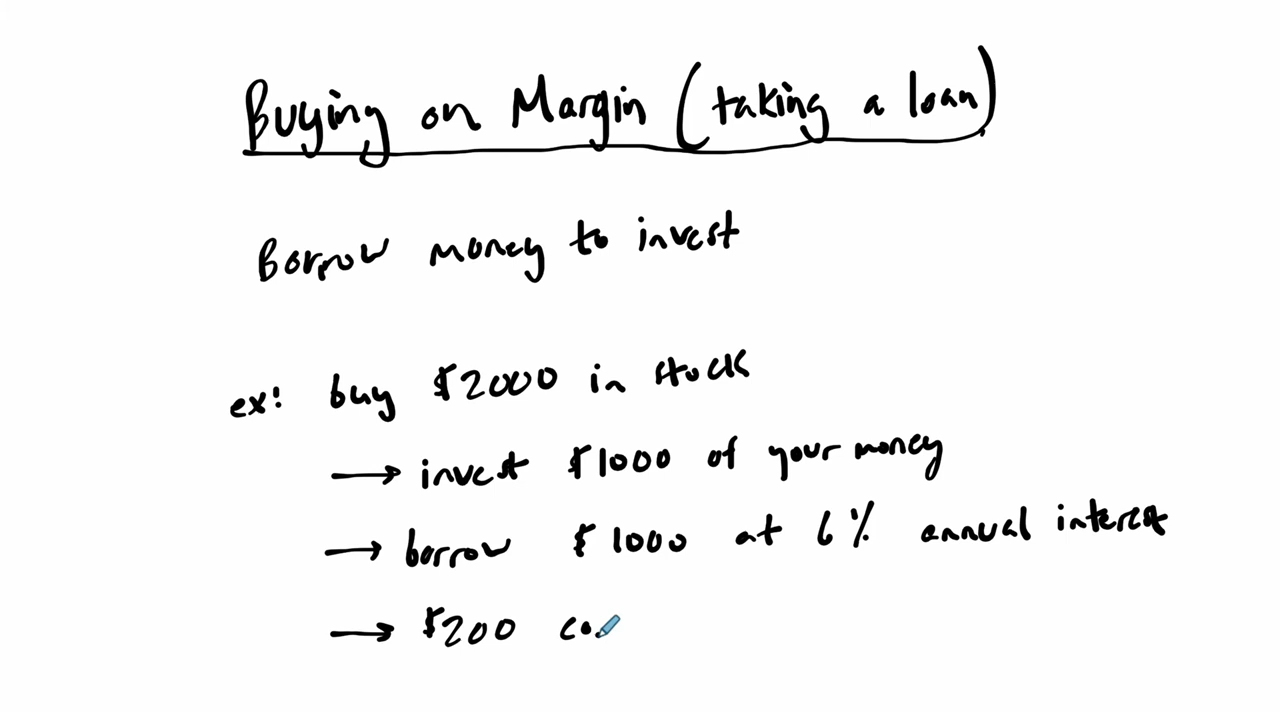 Buying on Margin (taking a loan)
Borrow money to invest
ex: buy $2000 in stock
→ invest $1000 of your money
→ borrow $1000 at 6% annual interest
→ $200 co